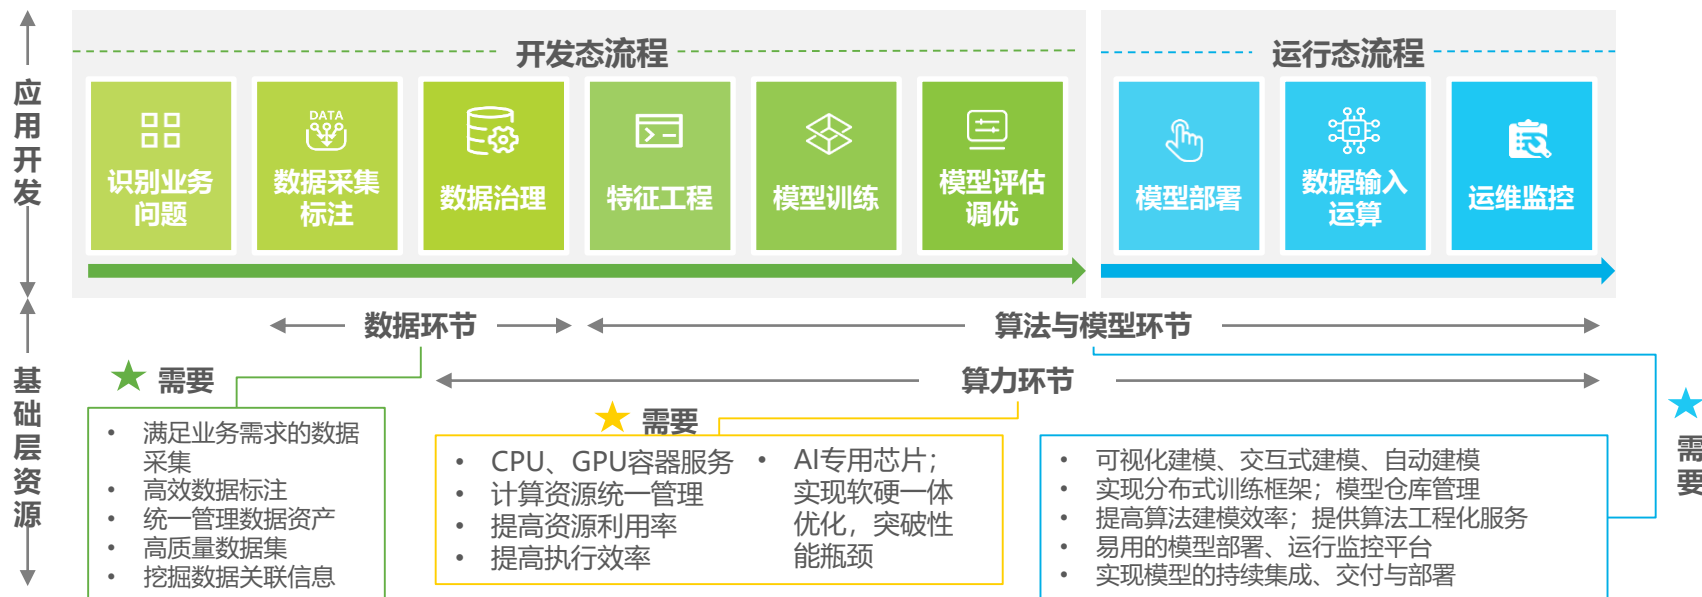 应用开发
开发态流程
运行态流程
识别业务
问题
DATA
数据采集
标注
数据治理
特征工程
模型训练
模型评估
调优
模型部署
数据输入
运算
运维监控
基础层资源
数据环节
算法与模型环节
算力环节
需要
• 满足业务需求的数据
采集
• 高效数据标注
• 统一管理数据资产
• 高质量数据集
• 挖掘数据关联信息
需要
• CPU、GPU容器服务
• 计算资源统一管理
• 提高资源利用率
• 提高执行效率
• AI专用芯片；
实现软硬一体
优化，突破性
能瓶颈
需要
• 可视化建模、交互式建模、自动建模
• 实现分布式训练框架；模型仓库管理
• 提高算法建模效率；提供算法工程化服务
• 易用的模型部署、运行监控平台
• 实现模型的持续集成、交付与部署